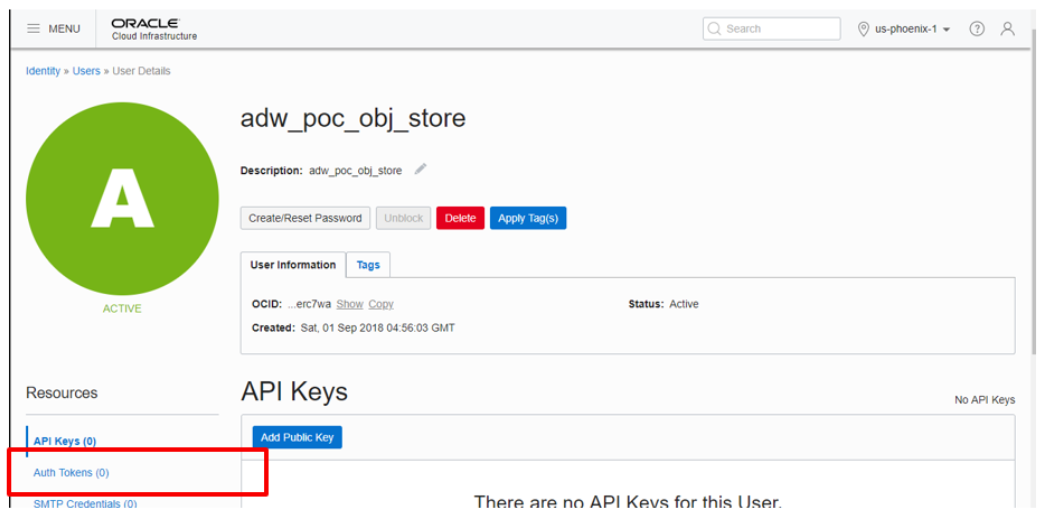 MENU
ORACLE
Cloud Infrastructure
Search
us-phoenix-1
?
Identity » Users » User Details
A
ACTIVE
adw_poc_obj_store
Description: adw_poc_obj_store
Create/Reset Password Unblock Delete Apply Tag(s)
User Information Tags
OCID: ...erc7wa Show Copy Status: Active
Created: Sat, 01 Sep 2018 04:56:03 GMT
Resources
API Keys (0)
Auth Tokens (0)
SMTP Credentials (0)
API Keys
No API Keys
Add Public Key
There are no API Keys for this User.